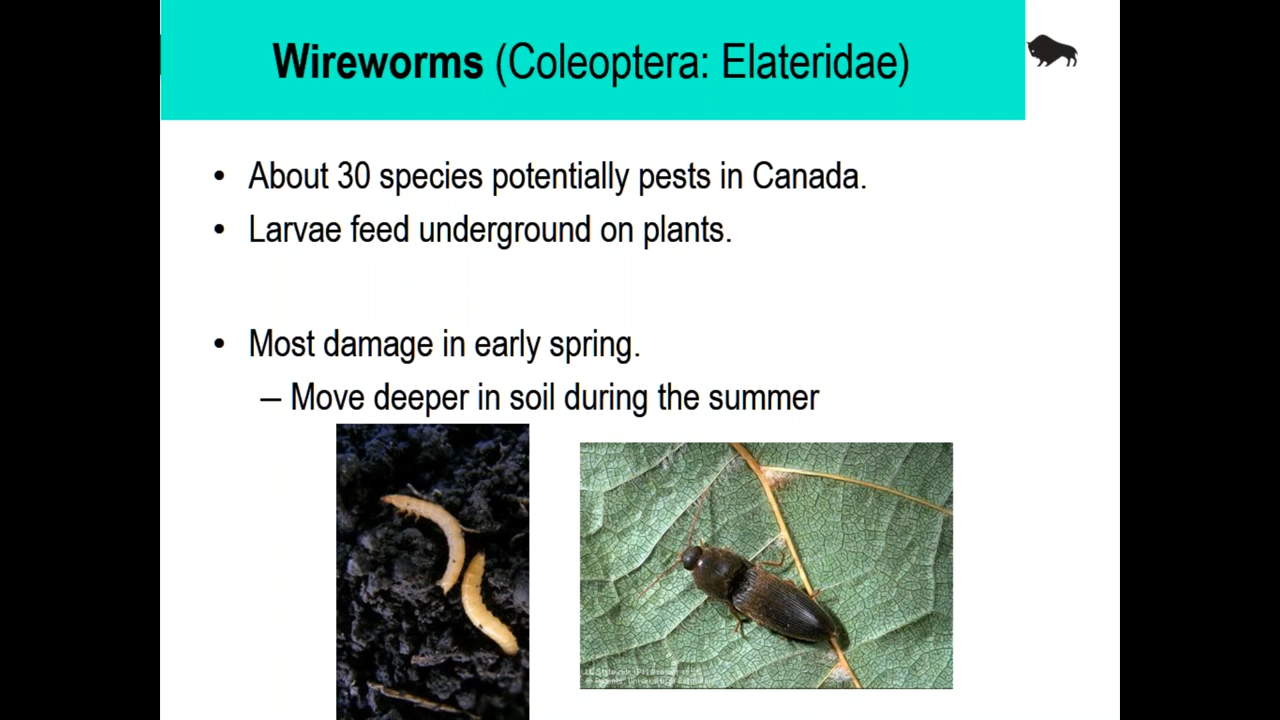 Wireworms (Coleoptera: Elateridae)
• About 30 species potentially pests in Canada.
• Larvae feed underground on plants.
• Most damage in early spring.
– Move deeper in soil during the summer